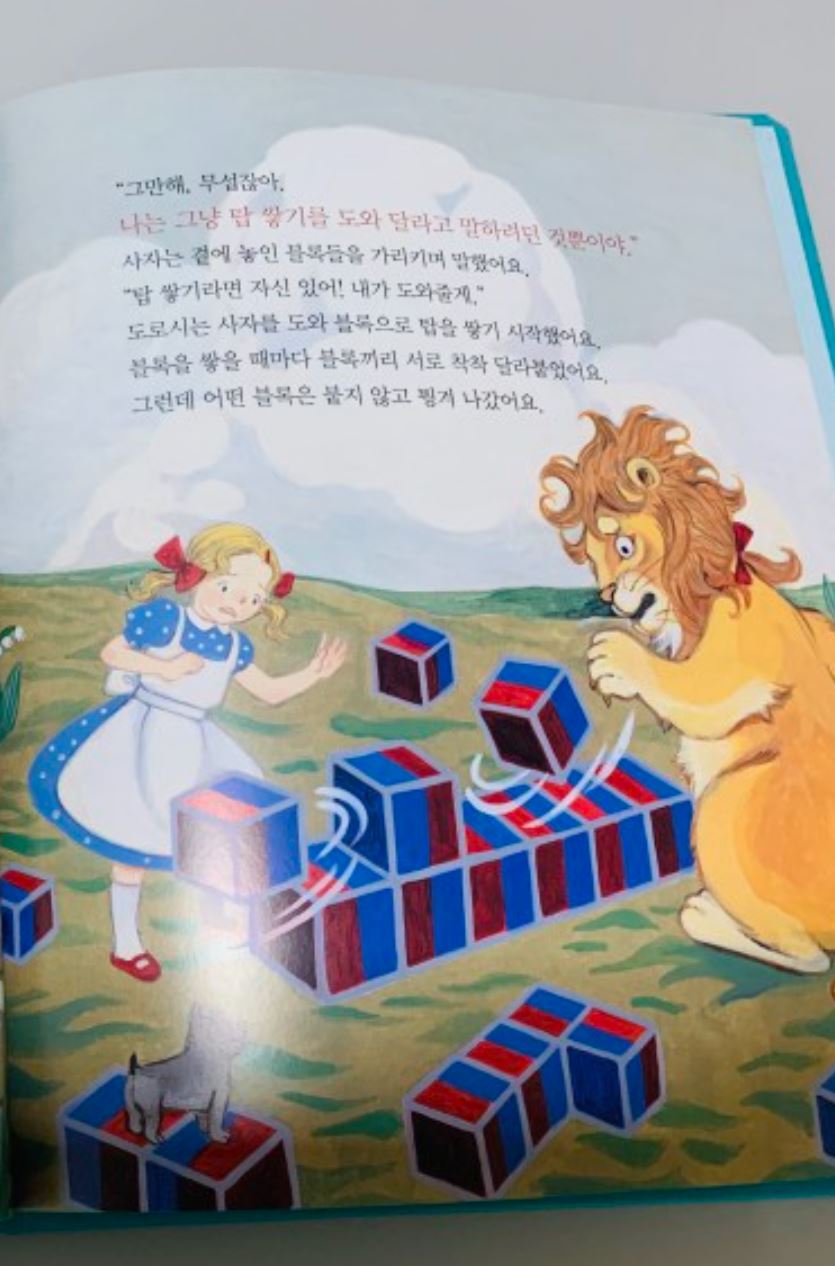 "그만해, 무섭잖아.
나는 그냥 탑 쌓기를 도와 달라고 말하려던 것뿐이야."
사자는 곁에 놓인 블록들을 가리키며 말했어요.
"탑 쌓기라면 자신 있어! 내가 도와줄게."
도로시는 사자를 도와 블록으로 탑을 쌓기 시작했어요.
블록을 쌓을 때마다 블록끼리 서로 착착 달라붙었어요.
그런데 어떤 블록은 붙지 않고 튕겨 나갔어요.